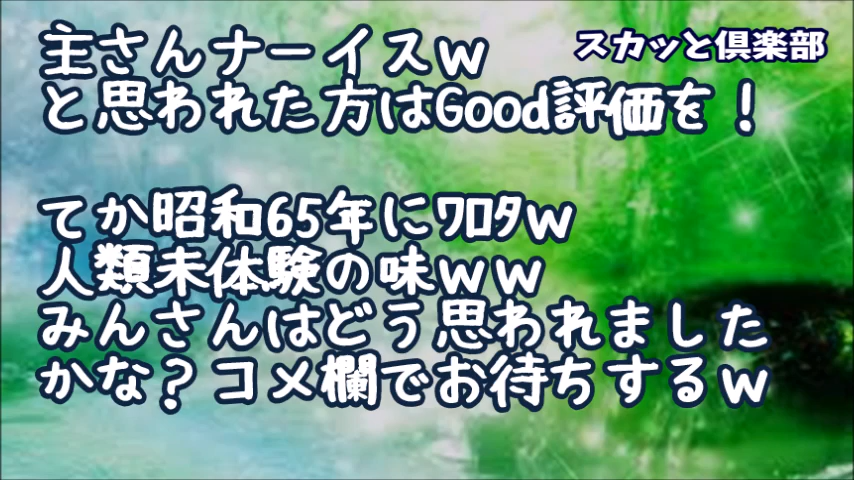 主さんナーイスｗ
スカッと倶楽部
と思われた方はGood評価を！
てか昭和65年にﾜﾛﾀｗ
人類未体験の味ｗｗ
みんさんはどう思われました
かな？コメ欄でお待ちするｗ